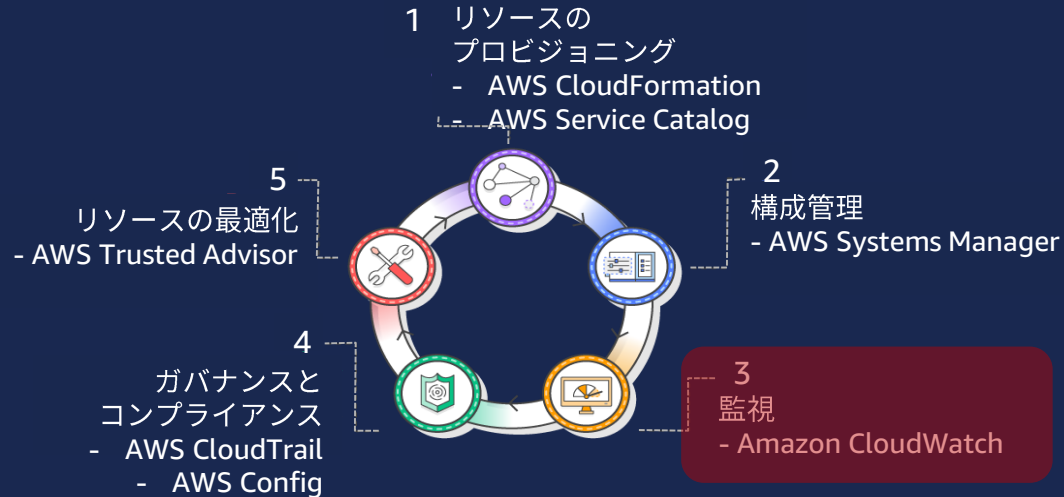 1 リソースの
プロビジョニング
- AWS CloudFormation
- AWS Service Catalog
2
構成管理
- AWS Systems Manager
3
監視
- Amazon CloudWatch
4
ガバナンスと
コンプライアンス
- AWS CloudTrail
- AWS Config
5
リソースの最適化
- AWS Trusted Advisor